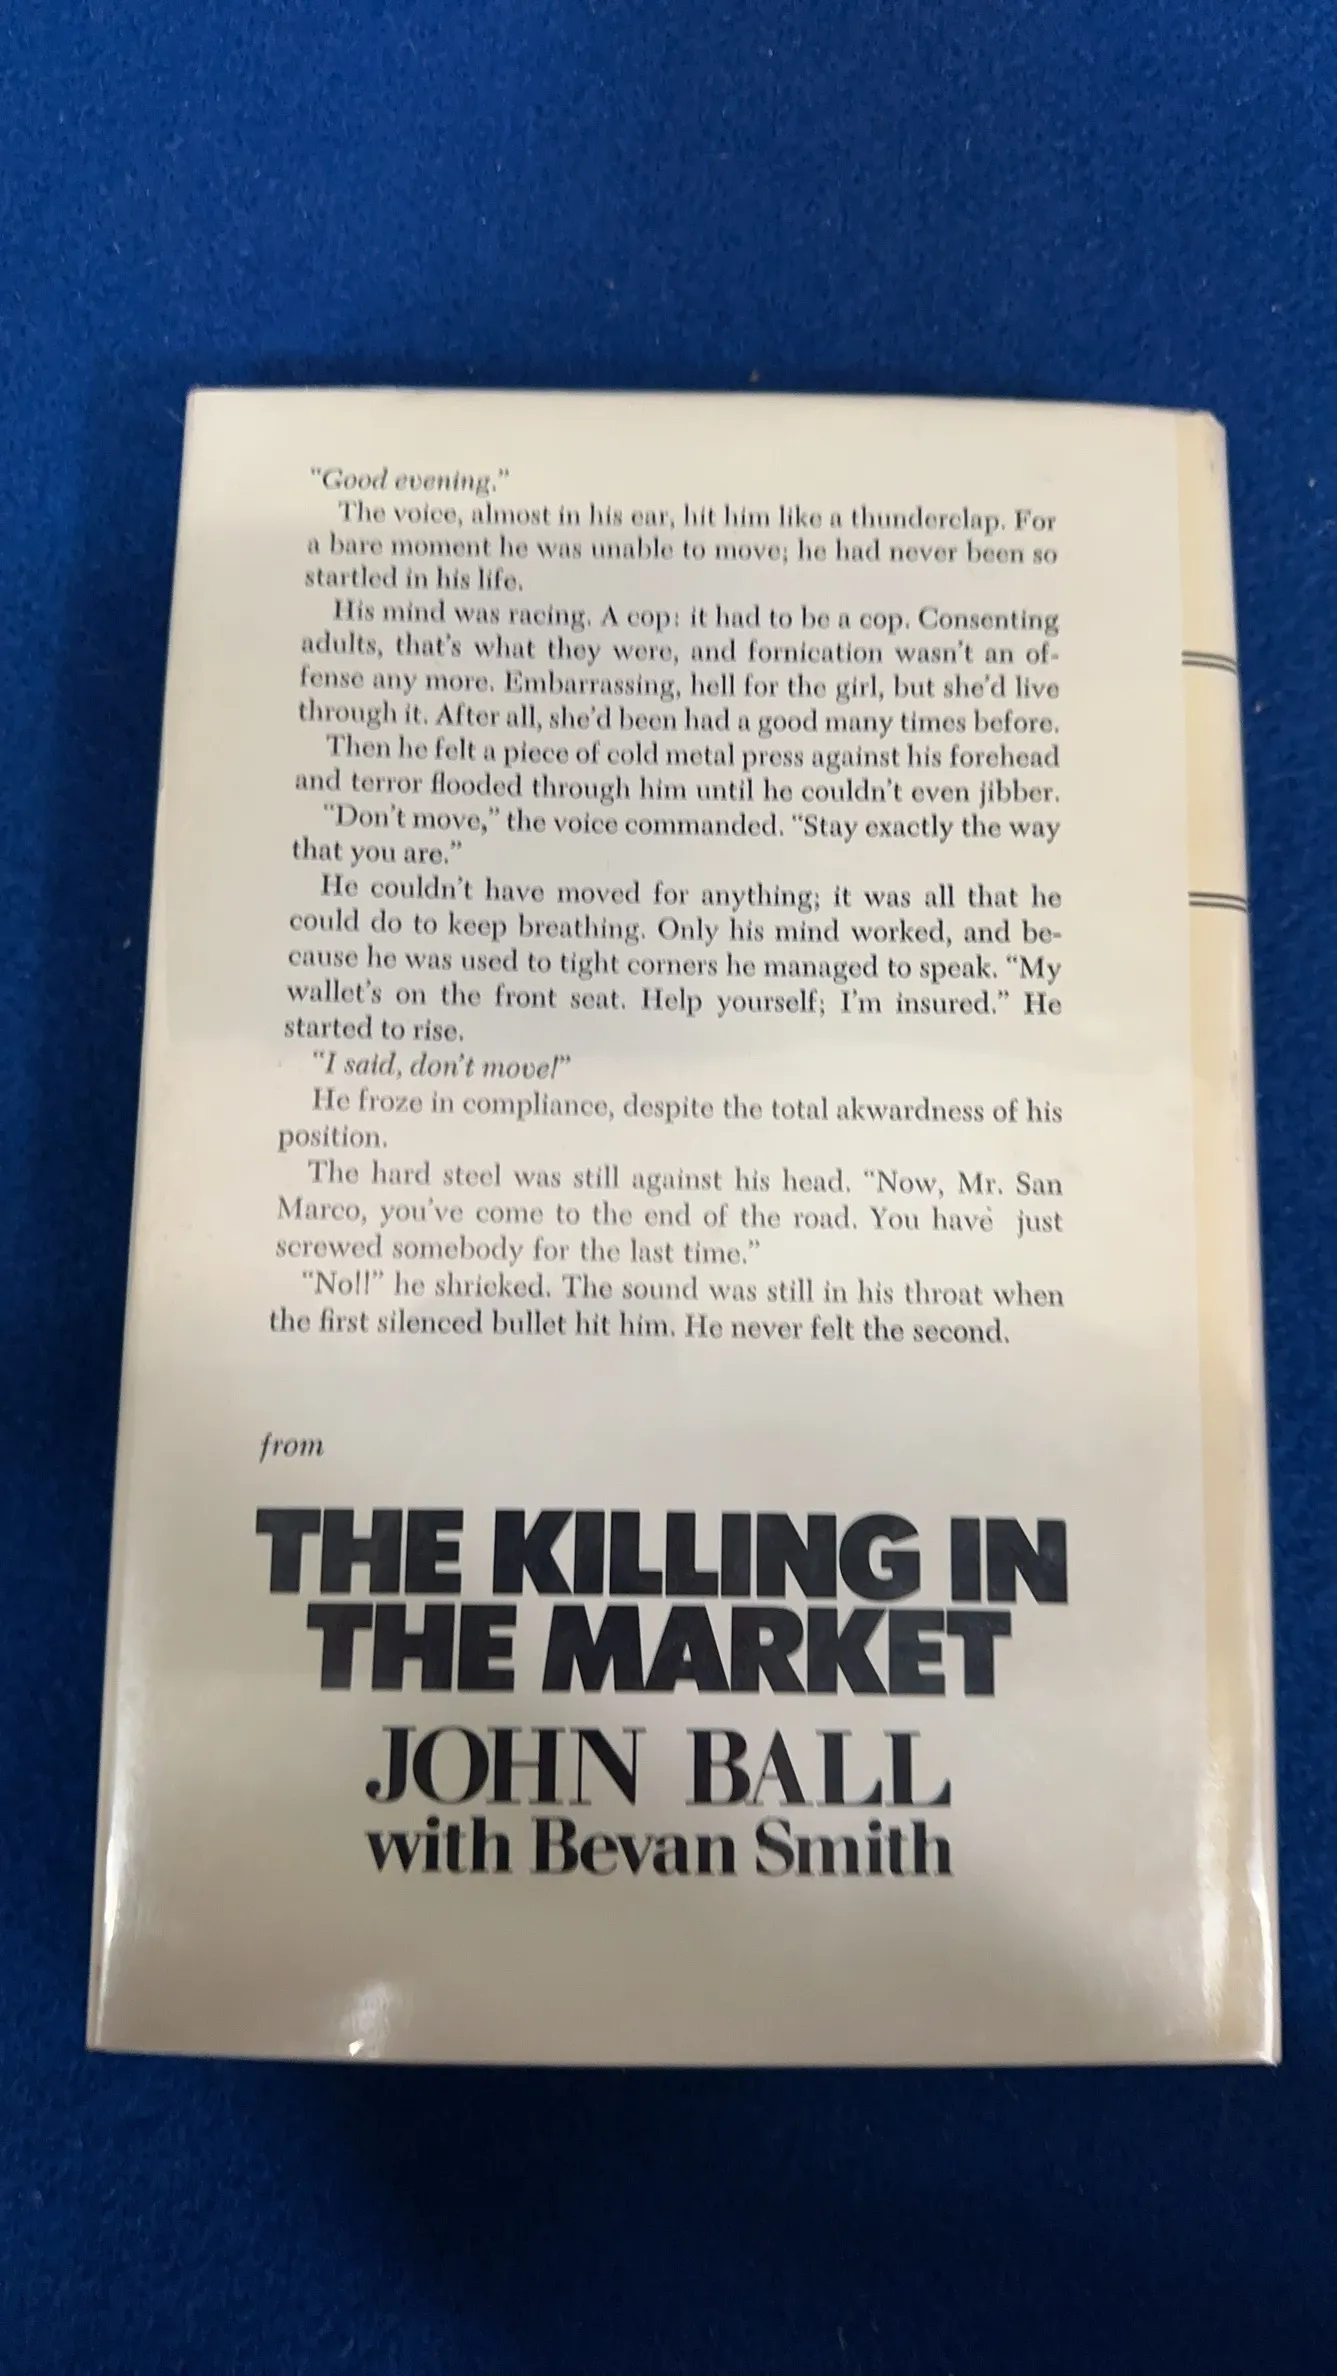 "Good evening."
The voice, almost in his ear, hit him like a thunderclap. For
a bare moment he was unable to move; he had never been so
startled in his life.
His mind was racing. A cop: it had to be a cop. Consenting
adults, that's what they were, and fornication wasn't an of-
fense any more. Embarrassing, hell for the girl, but she'd live
through it. After all, she'd been had a good many times before.
Then he felt a piece of cold metal press against his forehead
and terror flooded through him until he couldn't even jibber.
"Don't move," the voice commanded. "Stay exactly the way
that you are."
He couldn't have moved for anything; it was all that he
could do to keep breathing. Only his mind worked, and be-
cause he was used to tight corners he managed to speak. "My
wallet's on the front seat. Help yourself; I'm insured." He
started to rise.
"I said, don't move!"
He froze in compliance, despite the total akwardness of his
position.
The hard steel was still against his head. "Now, Mr. San
Marco, you've come to the end of the road. You have just
screwed somebody for the last time."
"No!!" he shrieked. The sound was still in his throat when
the first silenced bullet hit him. He never felt the second.
from
THE KILLING IN
THE MARKET
JOHN BALL
with Bevan Smith